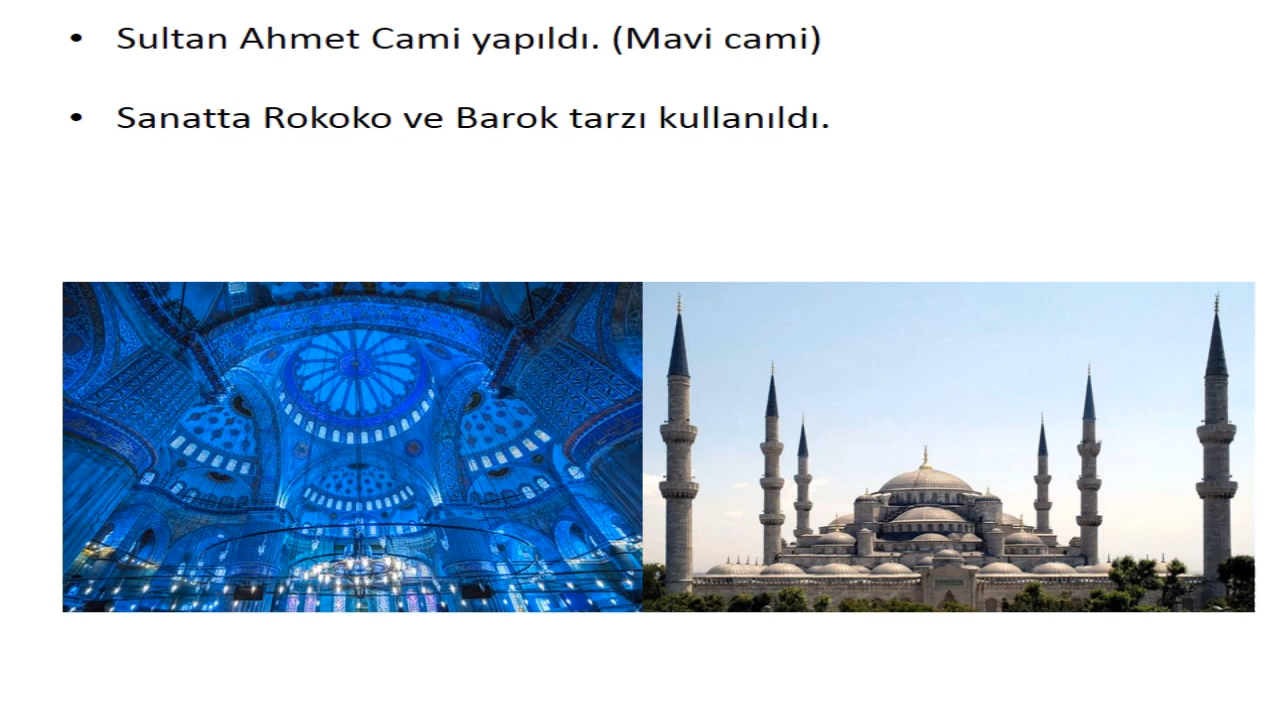 • Sultan Ahmet Cami yapıldı. (Mavi cami)
• Sanatta Rokoko ve Barok tarzı kullanıldı.